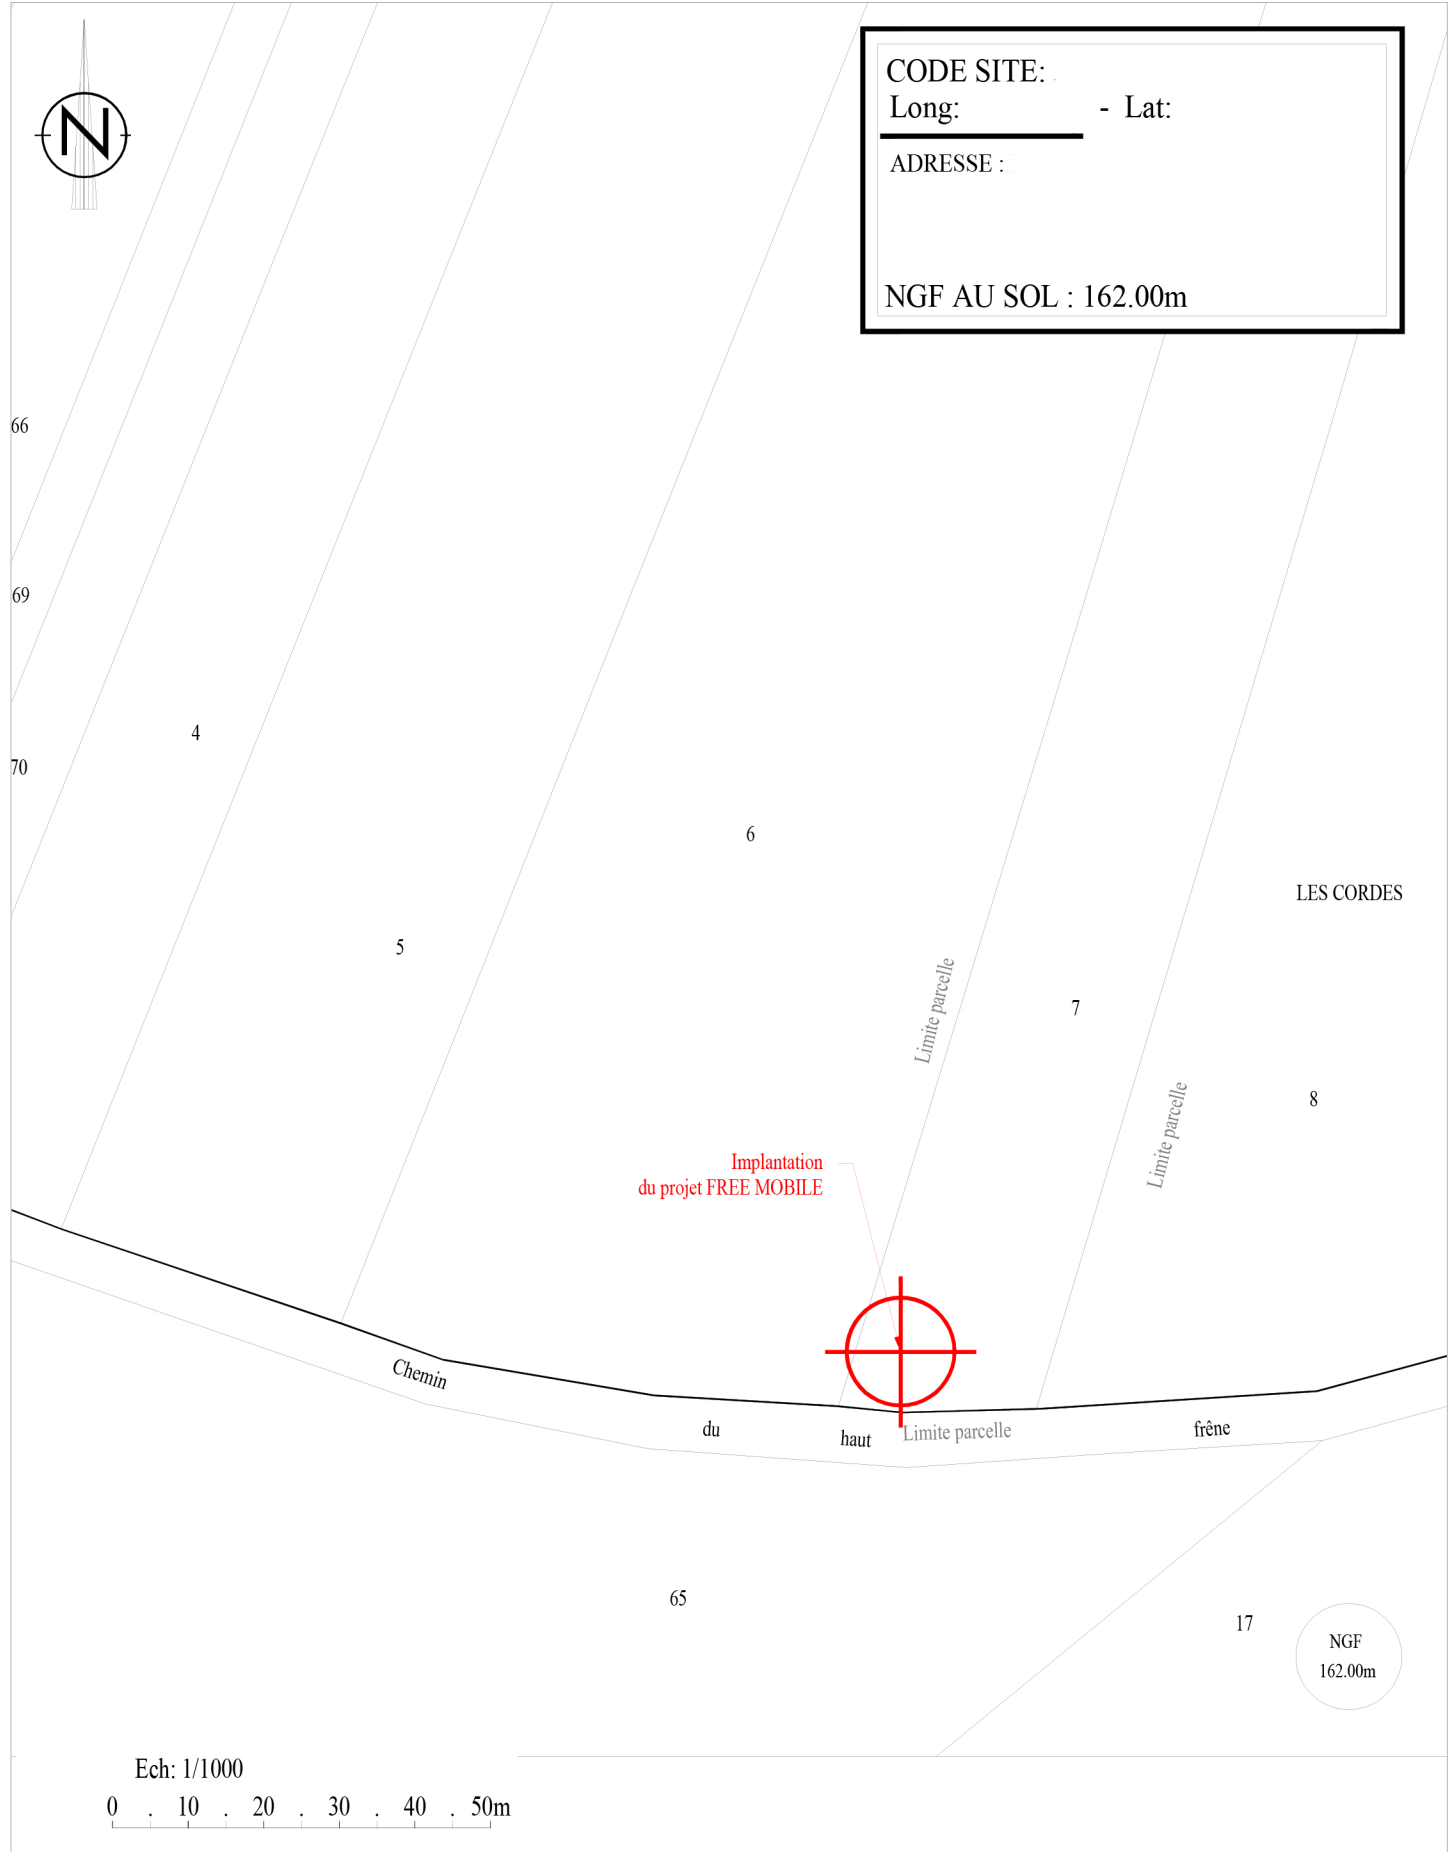 N
CODE SITE:
Long: - Lat:
ADRESSE :
NGF AU SOL : 162.00m
66
69
4
70
6
LES CORDES
5
Limite parcelle
7
8
Limite parcelle
Implantation
du projet FREE MOBILE
Chemin
du
haut
Limite parcelle
frêne
65
17
NGF
162.00m
Ech: 1/1000
0 . 10 . 20 . 30 . 40 . 50m